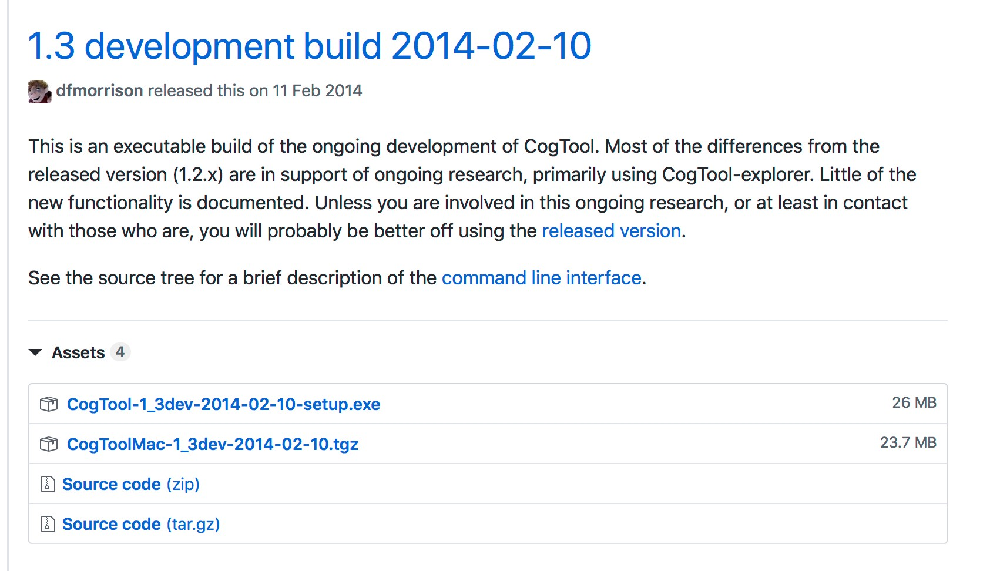 1.3 development build 2014-02-10
dfmorrison released this on 11 Feb 2014
This is an executable build of the ongoing development of CogTool. Most of the differences from the
released version (1.2.x) are in support of ongoing research, primarily using CogTool-explorer. Little of the
new functionality is documented. Unless you are involved in this ongoing research, or at least in contact
with those who are, you will probably be better off using the released version.
See the source tree for a brief description of the command line interface.
Assets 4
CogTool-1_3dev-2014-02-10-setup.exe 26 MB
CogToolMac-1_3dev-2014-02-10.tgz 23.7 MB
Source code (zip)
Source code (tar.gz)